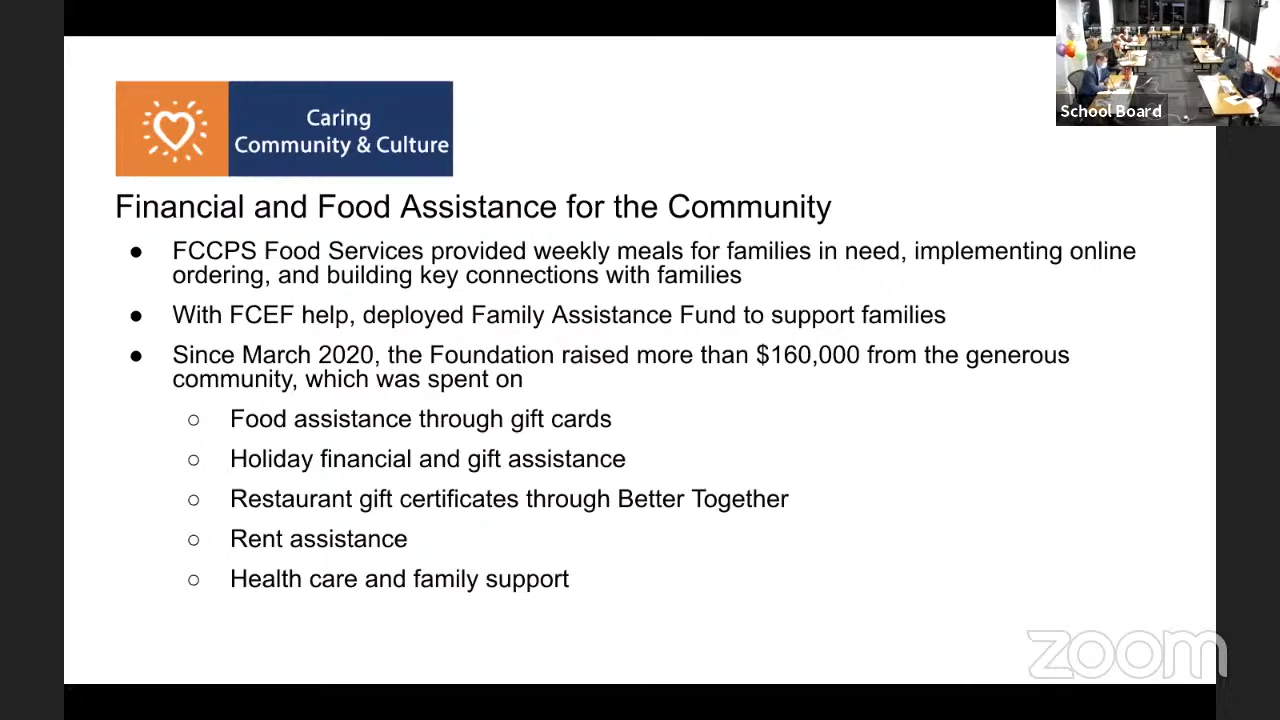 School Board
Caring
Community & Culture
Financial and Food Assistance for the Community
● FCCPS Food Services provided weekly meals for families in need, implementing online
ordering, and building key connections with families
● With FCEF help, deployed Family Assistance Fund to support families
● Since March 2020, the Foundation raised more than $160,000 from the generous
community, which was spent on
○ Food assistance through gift cards
○ Holiday financial and gift assistance
○ Restaurant gift certificates through Better Together
○ Rent assistance
○ Health care and family support
zoom